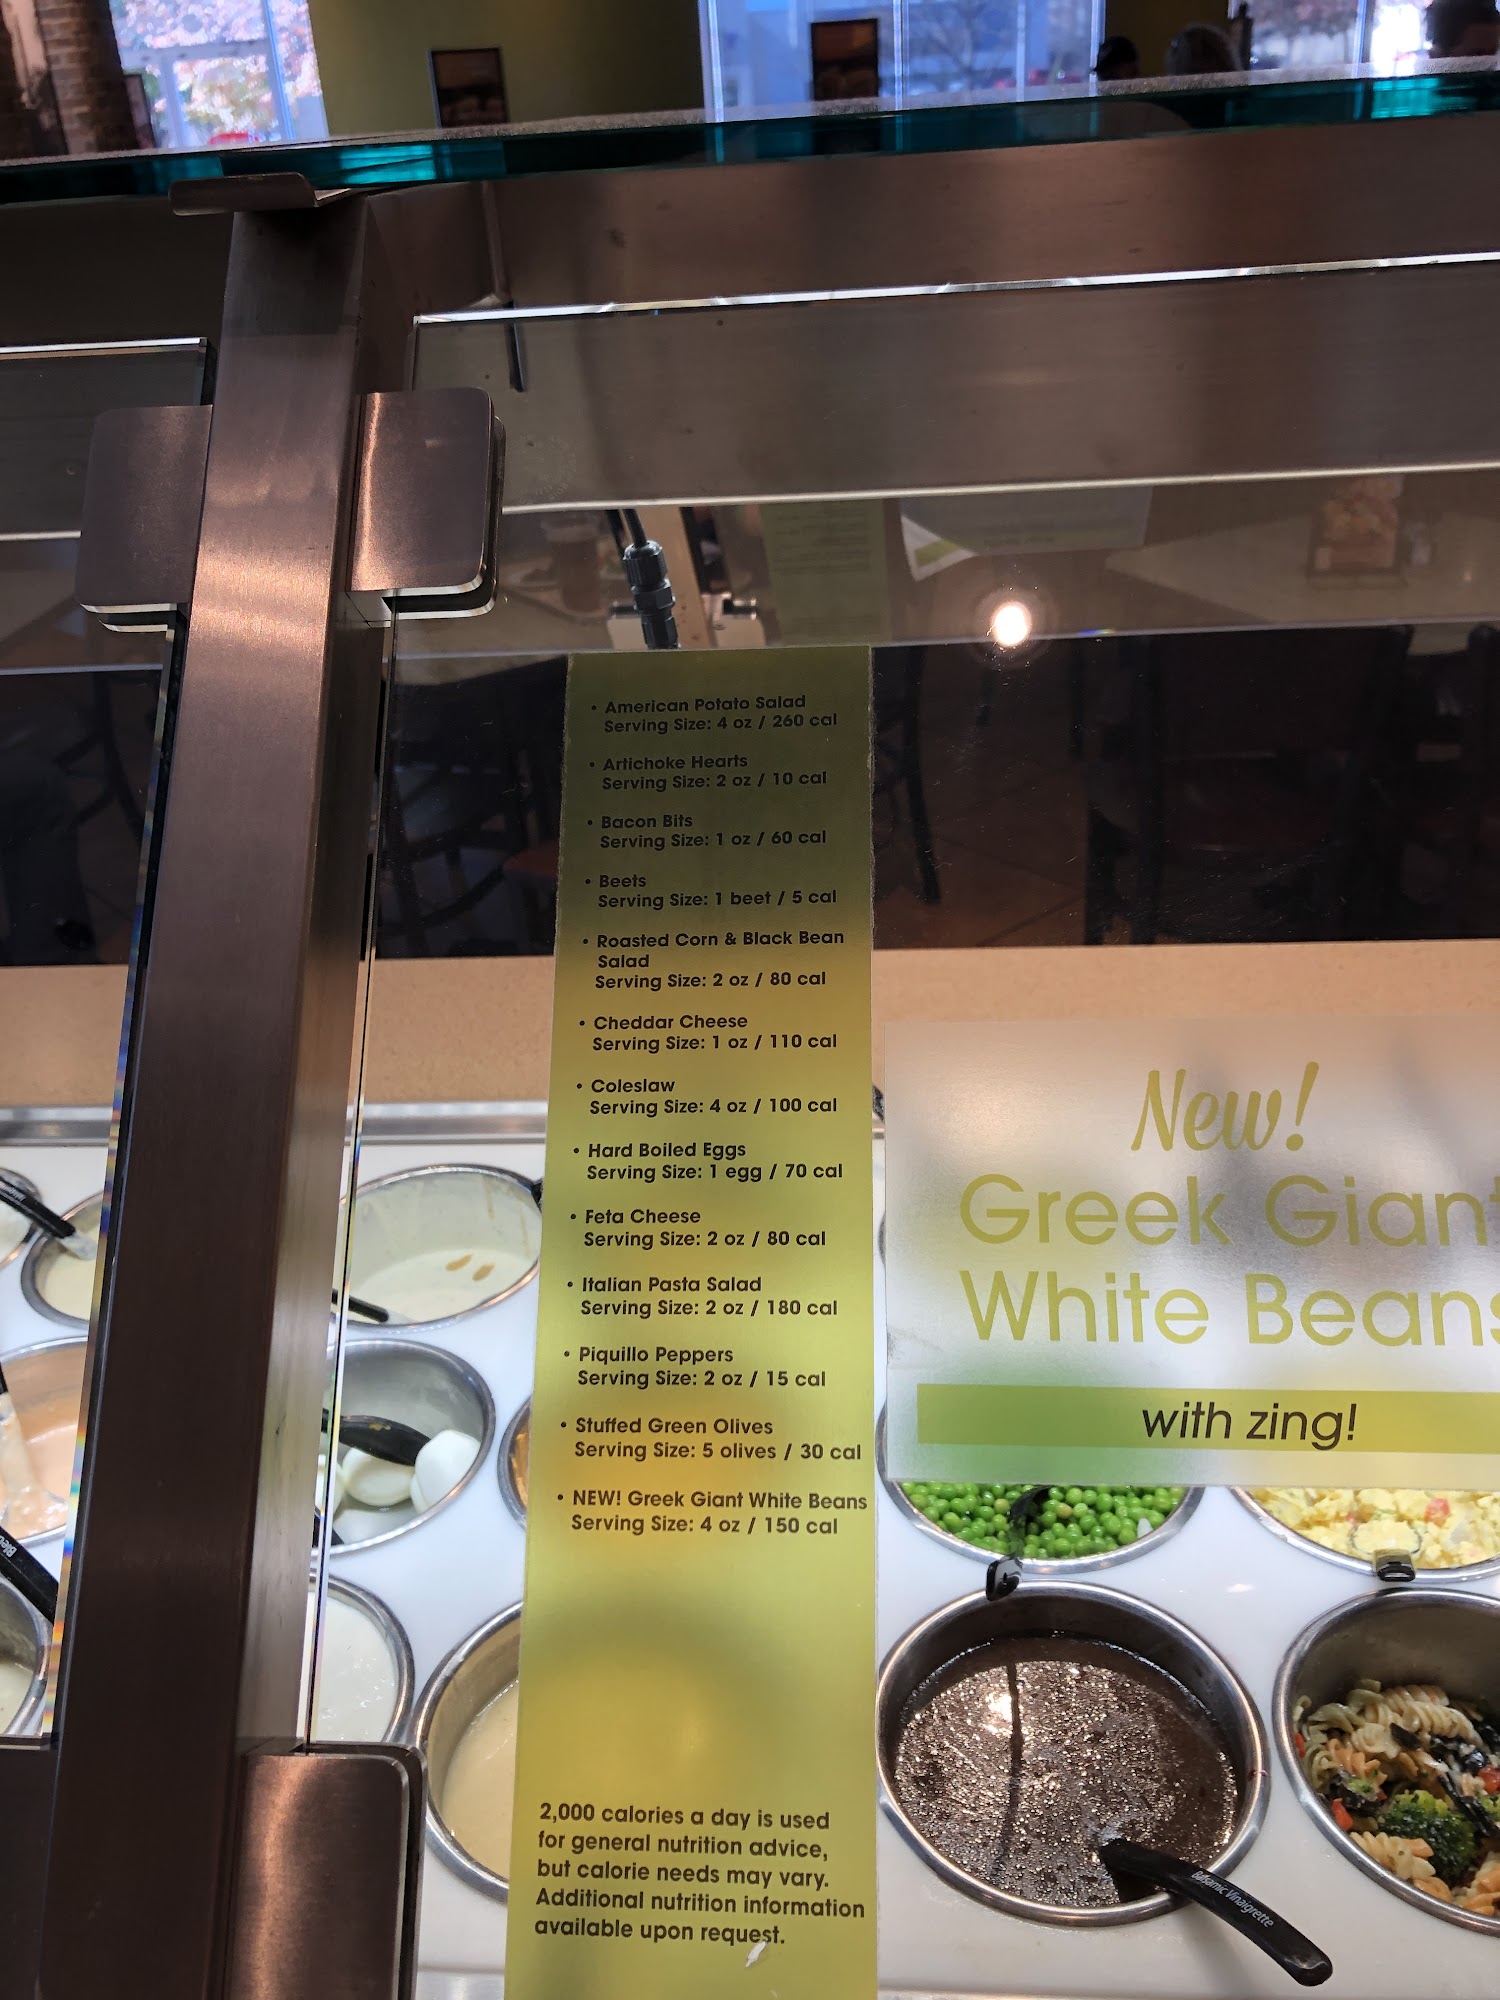 • American Potato Salad
Serving Size: 4 oz / 260 cal
• Artichoke Hearts
Serving Size: 2 oz / 10 cal
• Bacon Bits
Serving Size: 1 oz / 60 cal
• Beets
Serving Size: 1 beet / 5 cal
• Roasted Corn & Black Bean
Salad
Serving Size: 2 oz / 80 cal
• Cheddar Cheese
Serving Size: 1 oz / 110 cal
• Coleslaw
Serving Size: 4 oz / 100 cal
• Hard Boiled Eggs
Serving Size: 1 egg / 70 cal
• Feta Cheese
Serving Size: 2 oz / 80 cal
• Italian Pasta Salad
Serving Size: 2 oz / 180 cal
• Piquillo Peppers
Serving Size: 2 oz / 15 cal
• Stuffed Green Olives
Serving Size: 5 olives / 30 cal
• NEW! Greek Giant White Beans
Serving Size: 4 oz / 150 cal
2,000 calories a day is used
for general nutrition advice,
but calorie needs may vary.
Additional nutrition information
available upon request.
New!
Greek Giant
White Beans
with zing!
Balsamic Vinaigrette